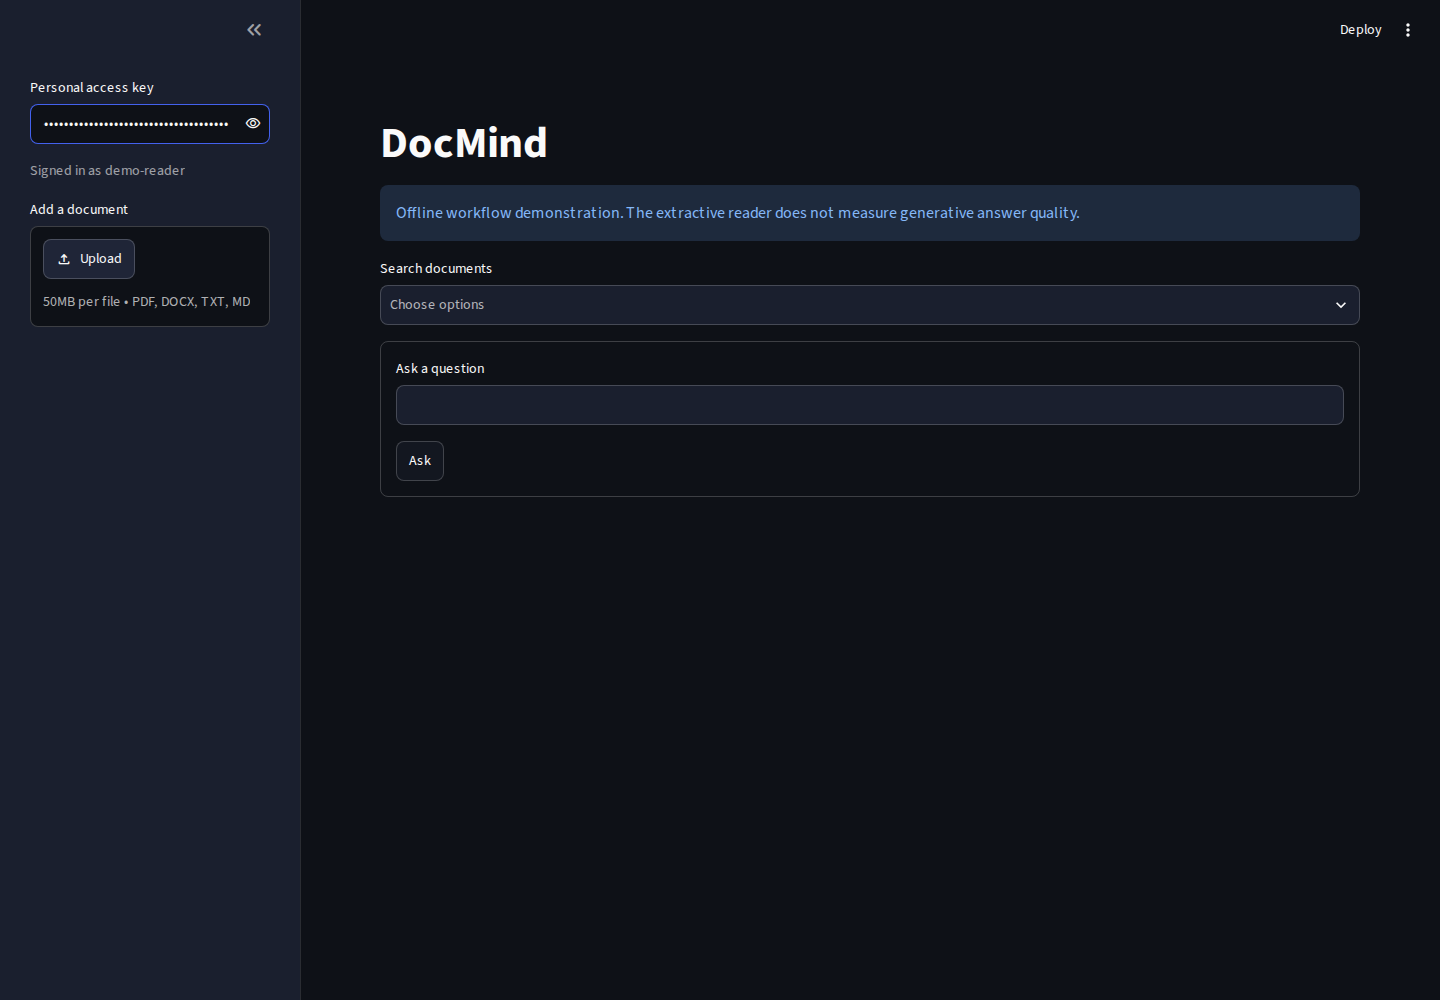 Deploy
Personal access key
••••••••••••••••••••••••••••••••••••
Signed in as demo-reader
Add a document
Upload
50MB per file • PDF, DOCX, TXT, MD
DocMind
Offline workflow demonstration. The extractive reader does not measure generative answer quality.
Search documents
Choose options
Ask a question
Ask